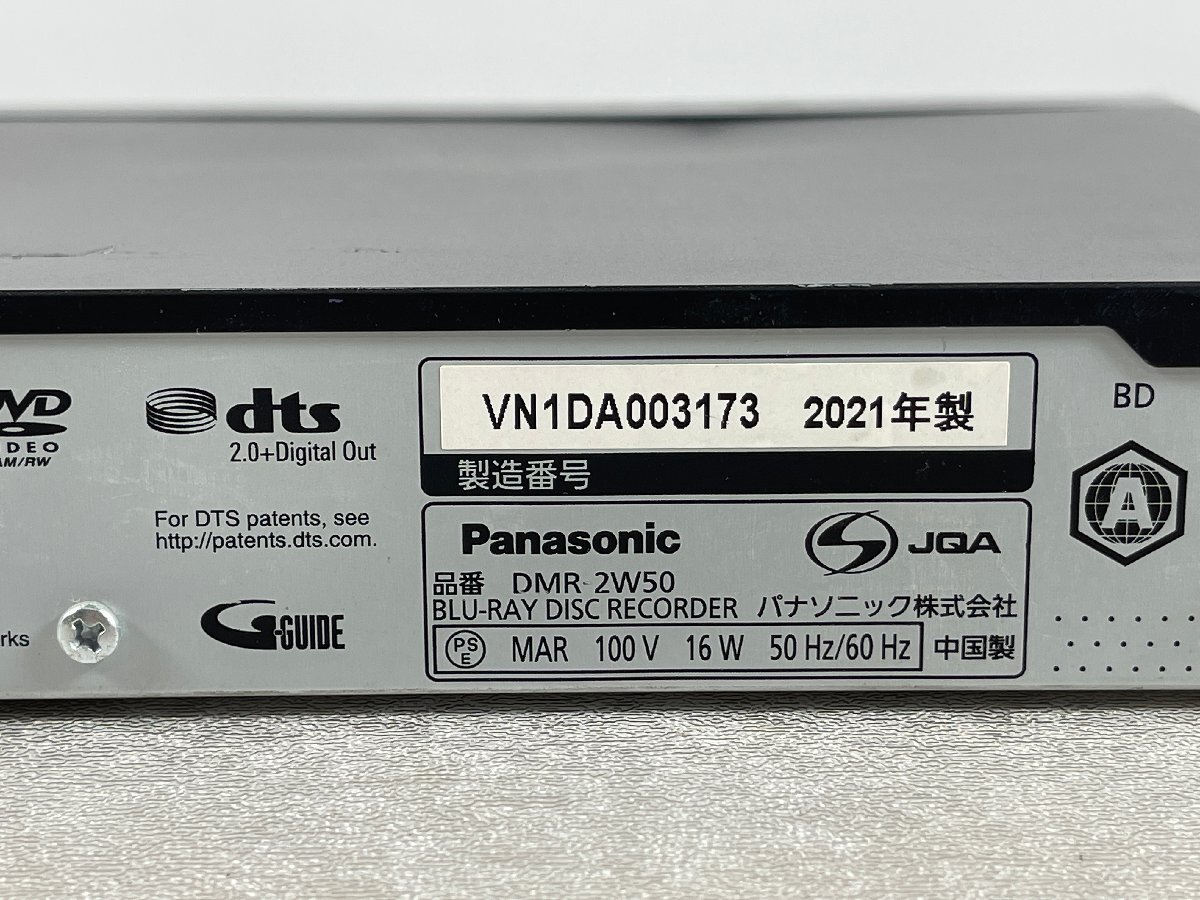 VN1DA003173 2021年製
製造番号
Panasonic JQA
品番 DMR-2W50
BLU-RAY DISC RECORDER パナソニック株式会社
PS E MAR 100 V 16 W 50 Hz/60 Hz 中国製
dts
2.0+Digital Out
For DTS patents, see
http://patents.dts.com.
G-GUIDE
BD
A